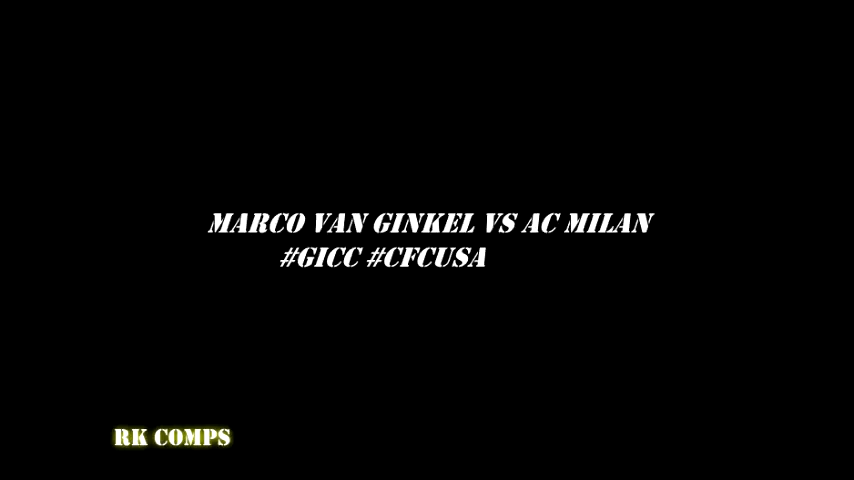 MARCO VAN GINKEL VS AC MILAN
#GICC #CFCUSA
RK COMPS